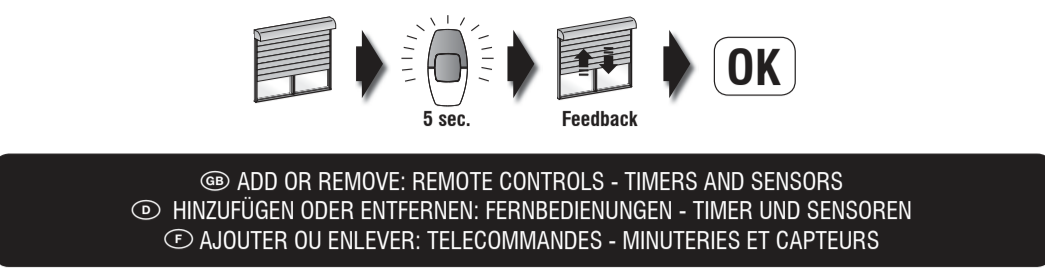 OK
5 sec.
Feedback
GB ADD OR REMOVE: REMOTE CONTROLS - TIMERS AND SENSORS
D HINZUFÜGEN ODER ENTFERNEN: FERNBEDIENUNGEN - TIMER UND SENSOREN
F AJOUTER OU ENLEVER: TELECOMMANDES - MINUTERIES ET CAPTEURS